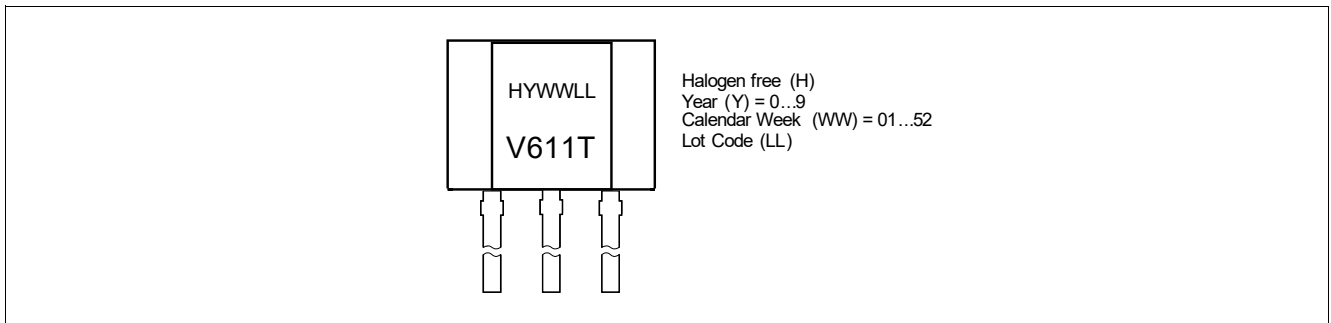 HYWWLL
V611T
Halogen free (H)
Year (Y) = 0...9
Calendar Week (WW) = 01...52
Lot Code (LL)